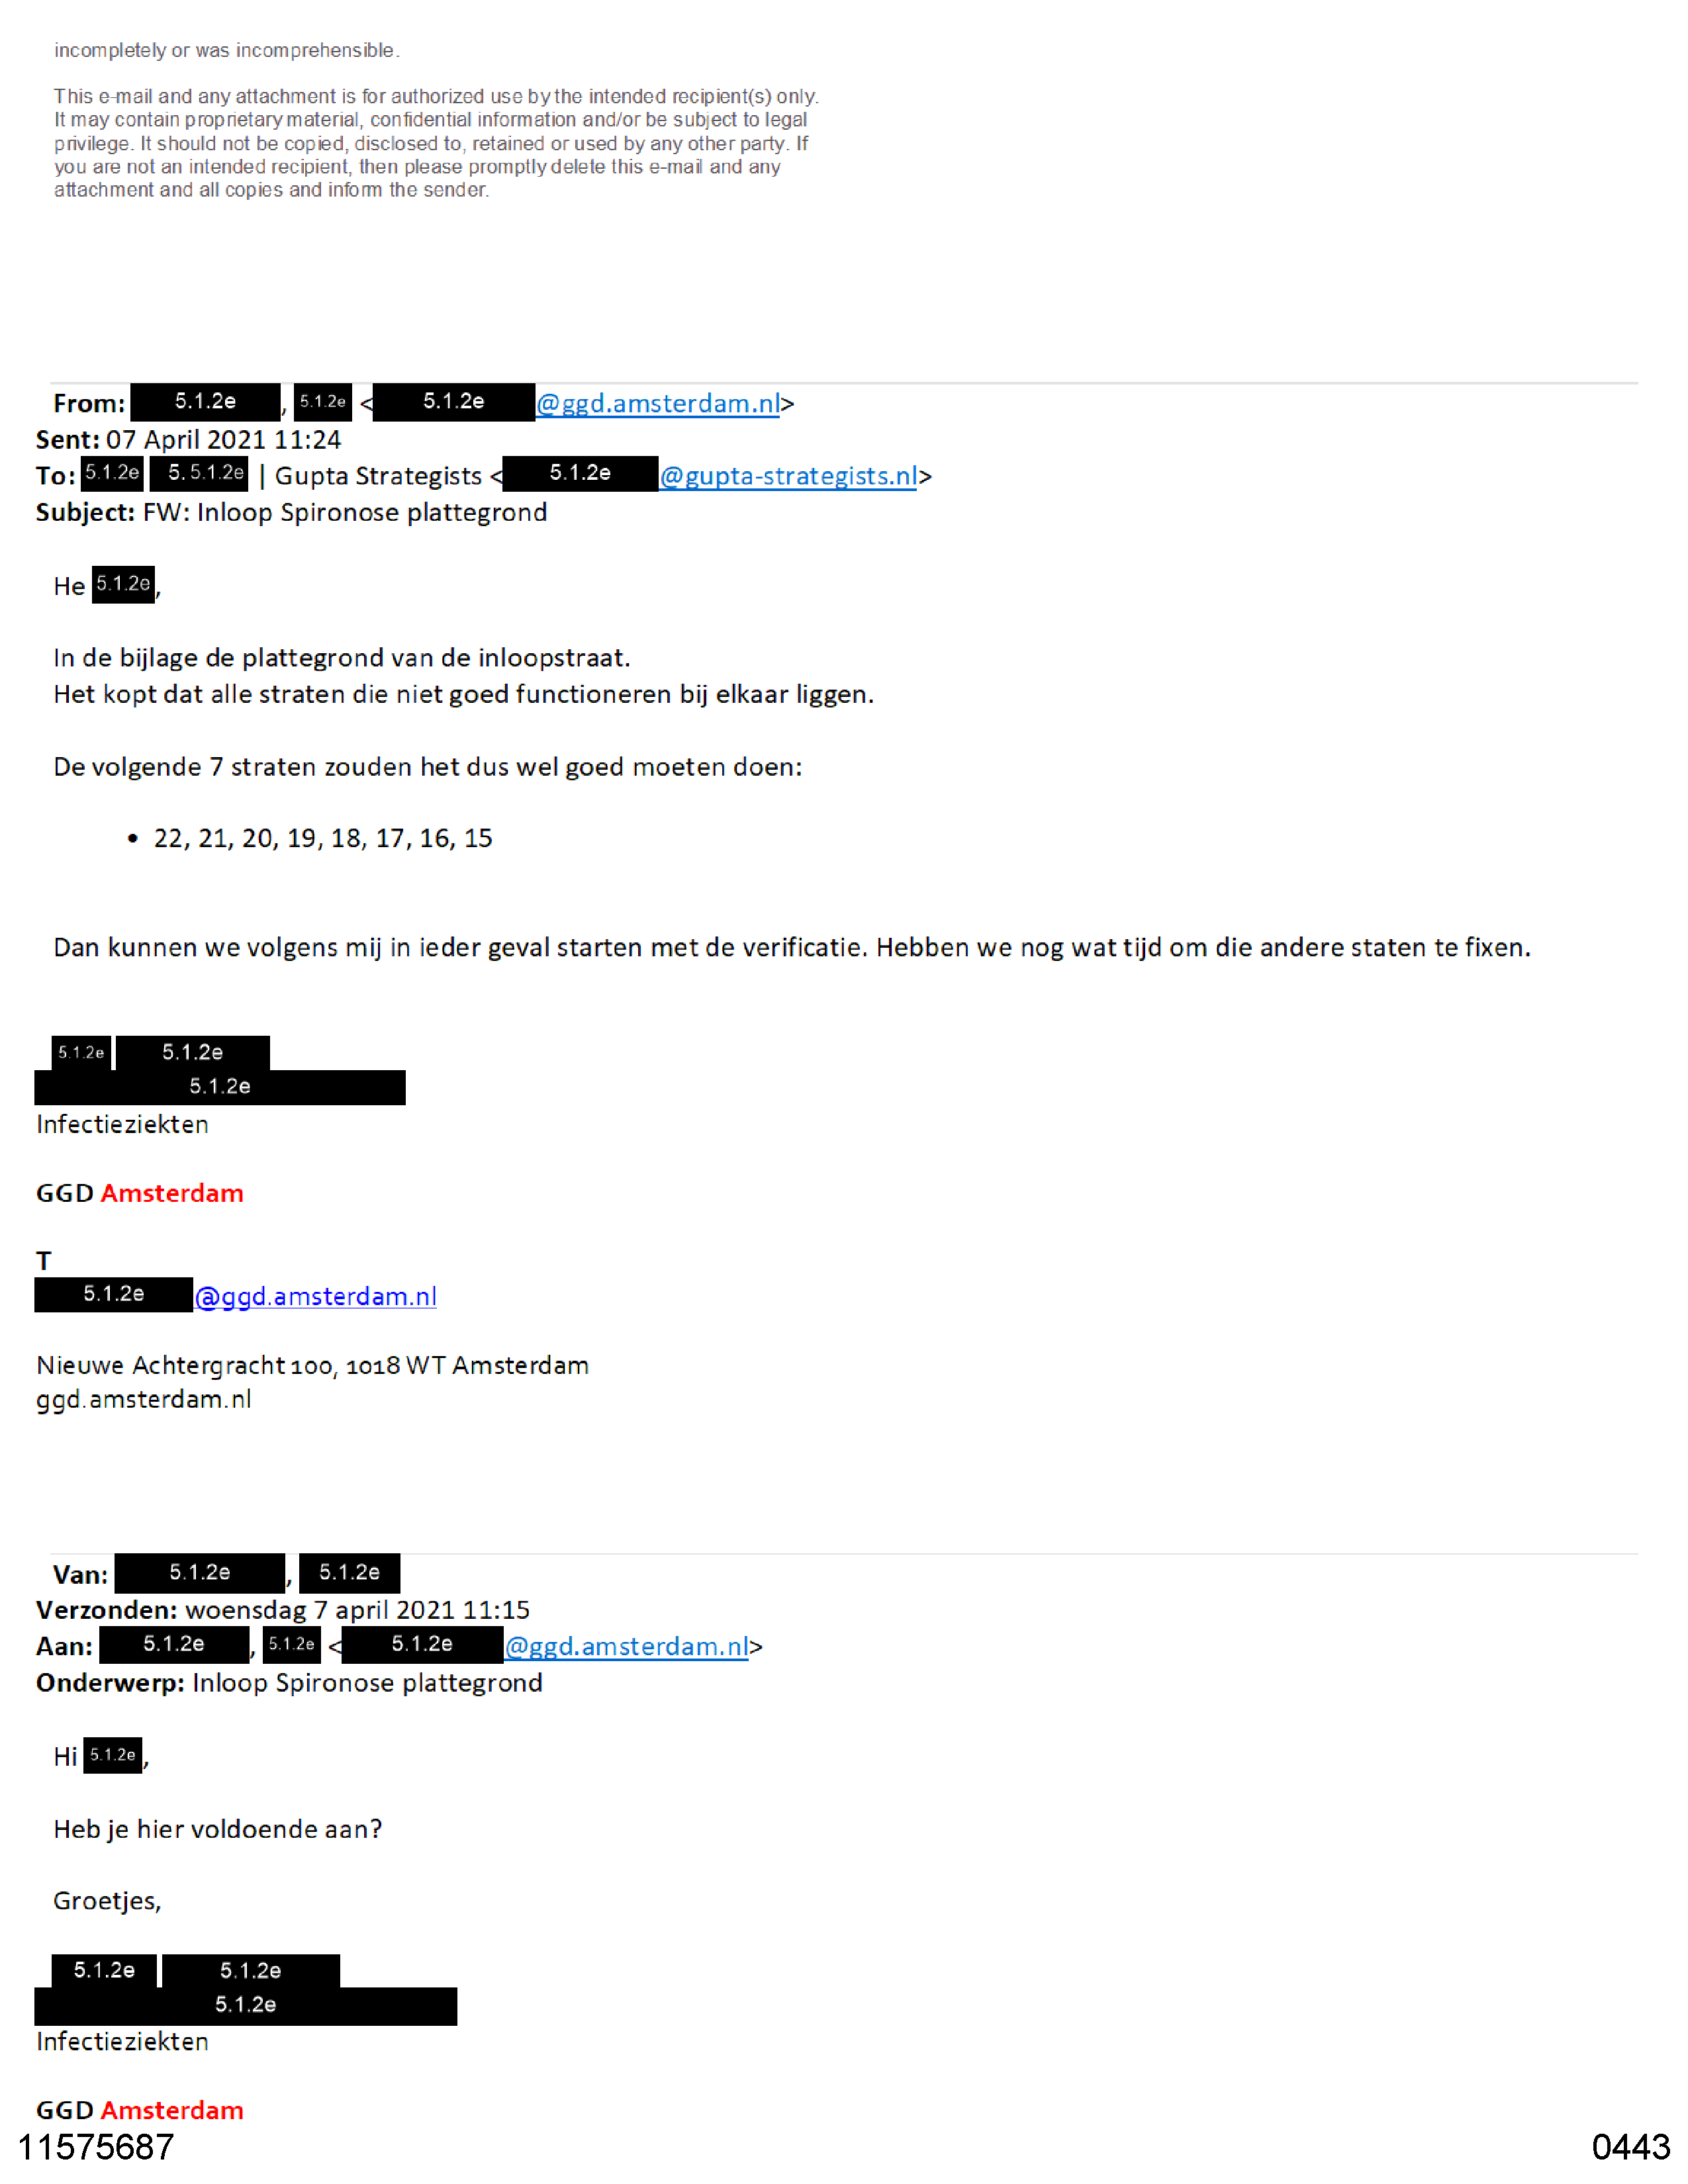 incompletely or was incomprehensible.
This e-mail and any attachment is for authorized use by the intended recipient(s) only.
It may contain proprietary material, confidential information and/or be subject to legal
privilege. It should not be copied, disclosed to, retained or used by any other party. If
you are not an intended recipient, then please promptly delete this e-mail and any
attachment and all copies and inform the sender.
From: 5.1.2e , 5.1.2e < 5.1.2e @ggd.amsterdam.nl>
Sent: 07 April 2021 11:24
To: 5.1.2e 5.5.1.2e | Gupta Strategists < 5.1.2e @gupta-strategists.nl>
Subject: FW: Inloop Spironose plattegrond
He 5.1.2e,
In de bijlage de plattegrond van de inloopstraat.
Het kopt dat alle straten die niet goed functioneren bij elkaar liggen.
De volgende 7 straten zouden het dus wel goed moeten doen:
• 22, 21, 20, 19, 18, 17, 16, 15
Dan kunnen we volgens mij in ieder geval starten met de verificatie. Hebben we nog wat tijd om die andere staten te fixen.
5.1.2e 5.1.2e
5.1.2e
Infectieziekten
GGD Amsterdam
T
5.1.2e @ggd.amsterdam.nl
Nieuwe Achtergracht 100, 1018 WT Amsterdam
ggd.amsterdam.nl
Van: 5.1.2e , 5.1.2e
Verzonden: woensdag 7 april 2021 11:15
Aan: 5.1.2e , 5.1.2e < 5.1.2e @ggd.amsterdam.nl>
Onderwerp: Inloop Spironose plattegrond
Hi 5.1.2e,
Heb je hier voldoende aan?
Groetjes,
5.1.2e 5.1.2e
5.1.2e
Infectieziekten
GGD Amsterdam
11575687 0443